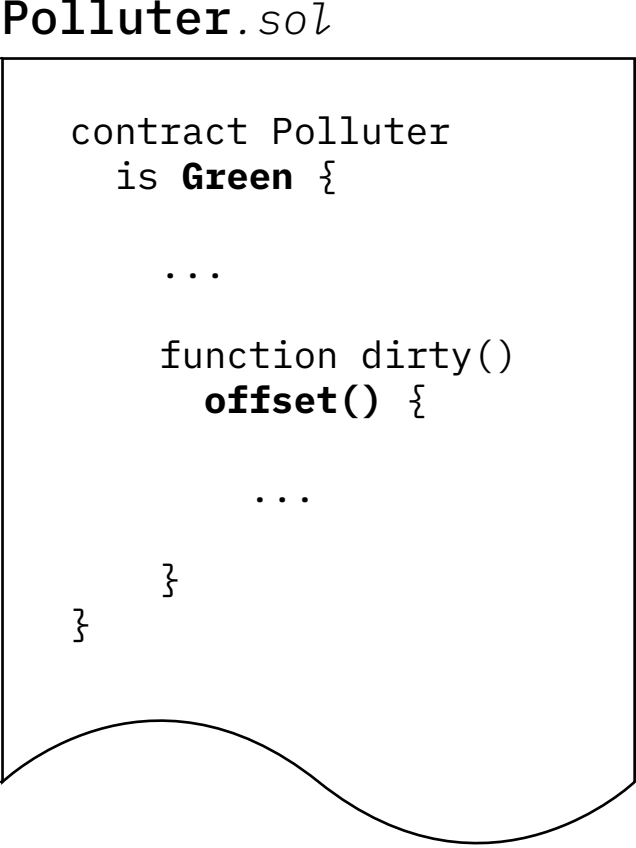 Polluter.sol
contract Polluter
is Green {
...
function dirty()
offset() {
...
}
}